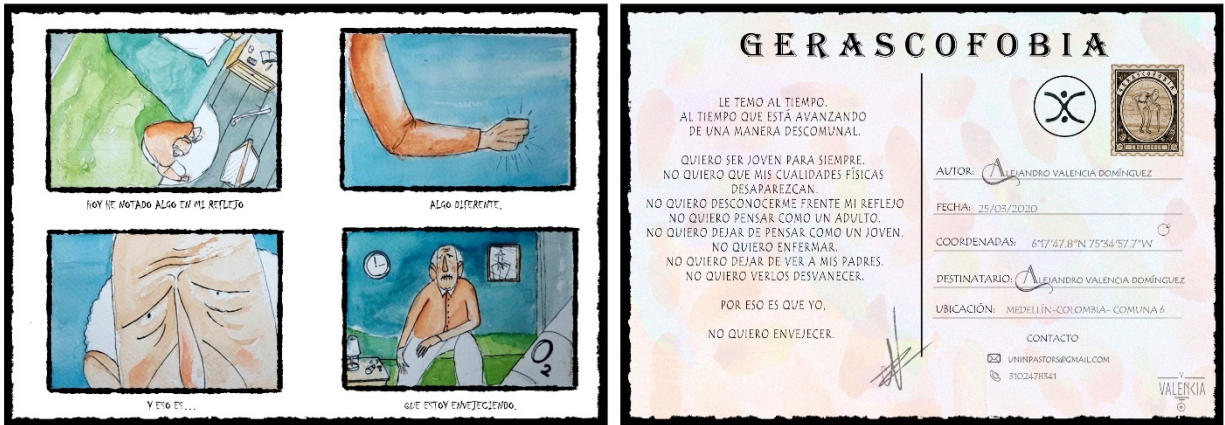 HOY HE NOTADO ALGO EN MI REFLEJO
ALGO DIFERENTE.
Y ESO ES...
QUE ESTOY ENVEJECIENDO.
O2
GERASCOFOBIA
LE TEMO AL TIEMPO.
AL TIEMPO QUE ESTÁ AVANZANDO
DE UNA MANERA DESCOMUNAL.
QUIERO SER JOVEN PARA SIEMPRE.
NO QUIERO QUE MIS CUALIDADES FÍSICAS
DESAPAREZCAN.
NO QUIERO DESCONOCERME FRENTE MI REFLEJO
NO QUIERO PENSAR COMO UN ADULTO.
NO QUIERO DEJAR DE PENSAR COMO UN JOVEN.
NO QUIERO ENFERMAR.
NO QUIERO DEJAR DE VER A MIS PADRES.
NO QUIERO VERLOS DESVANECER.
POR ESO ES QUE YO,
NO QUIERO ENVEJECER.
GERASCOFOBIA
AUTOR: ALEJANDRO VALENCIA DOMÍNGUEZ
FECHA: 25/03/2020
COORDENADAS: 6°17'47.8"N 75°34'57.7"W
DESTINATARIO: ALEJANDRO VALENCIA DOMÍNGUEZ
UBICACIÓN: MEDELLÍN-COLOMBIA- COMUNA 6
CONTACTO
UNINPASTORS@GMAIL.COM
3102478341
V
VALENCIA